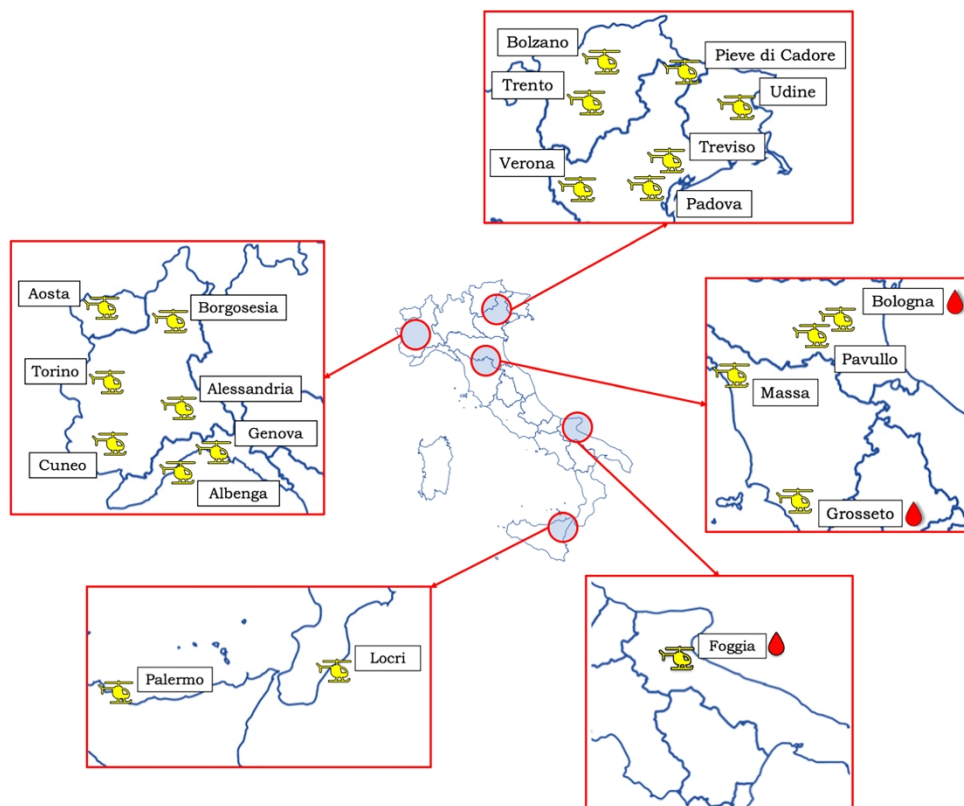 Bolzano
Pieve di Cadore
Trento
Udine
Verona
Treviso
Padova
Aosta
Borgosesia
Torino
Alessandria
Genova
Cuneo
Albenga
Bologna
Pavullo
Massa
Grosseto
Palermo
Locri
Foggia